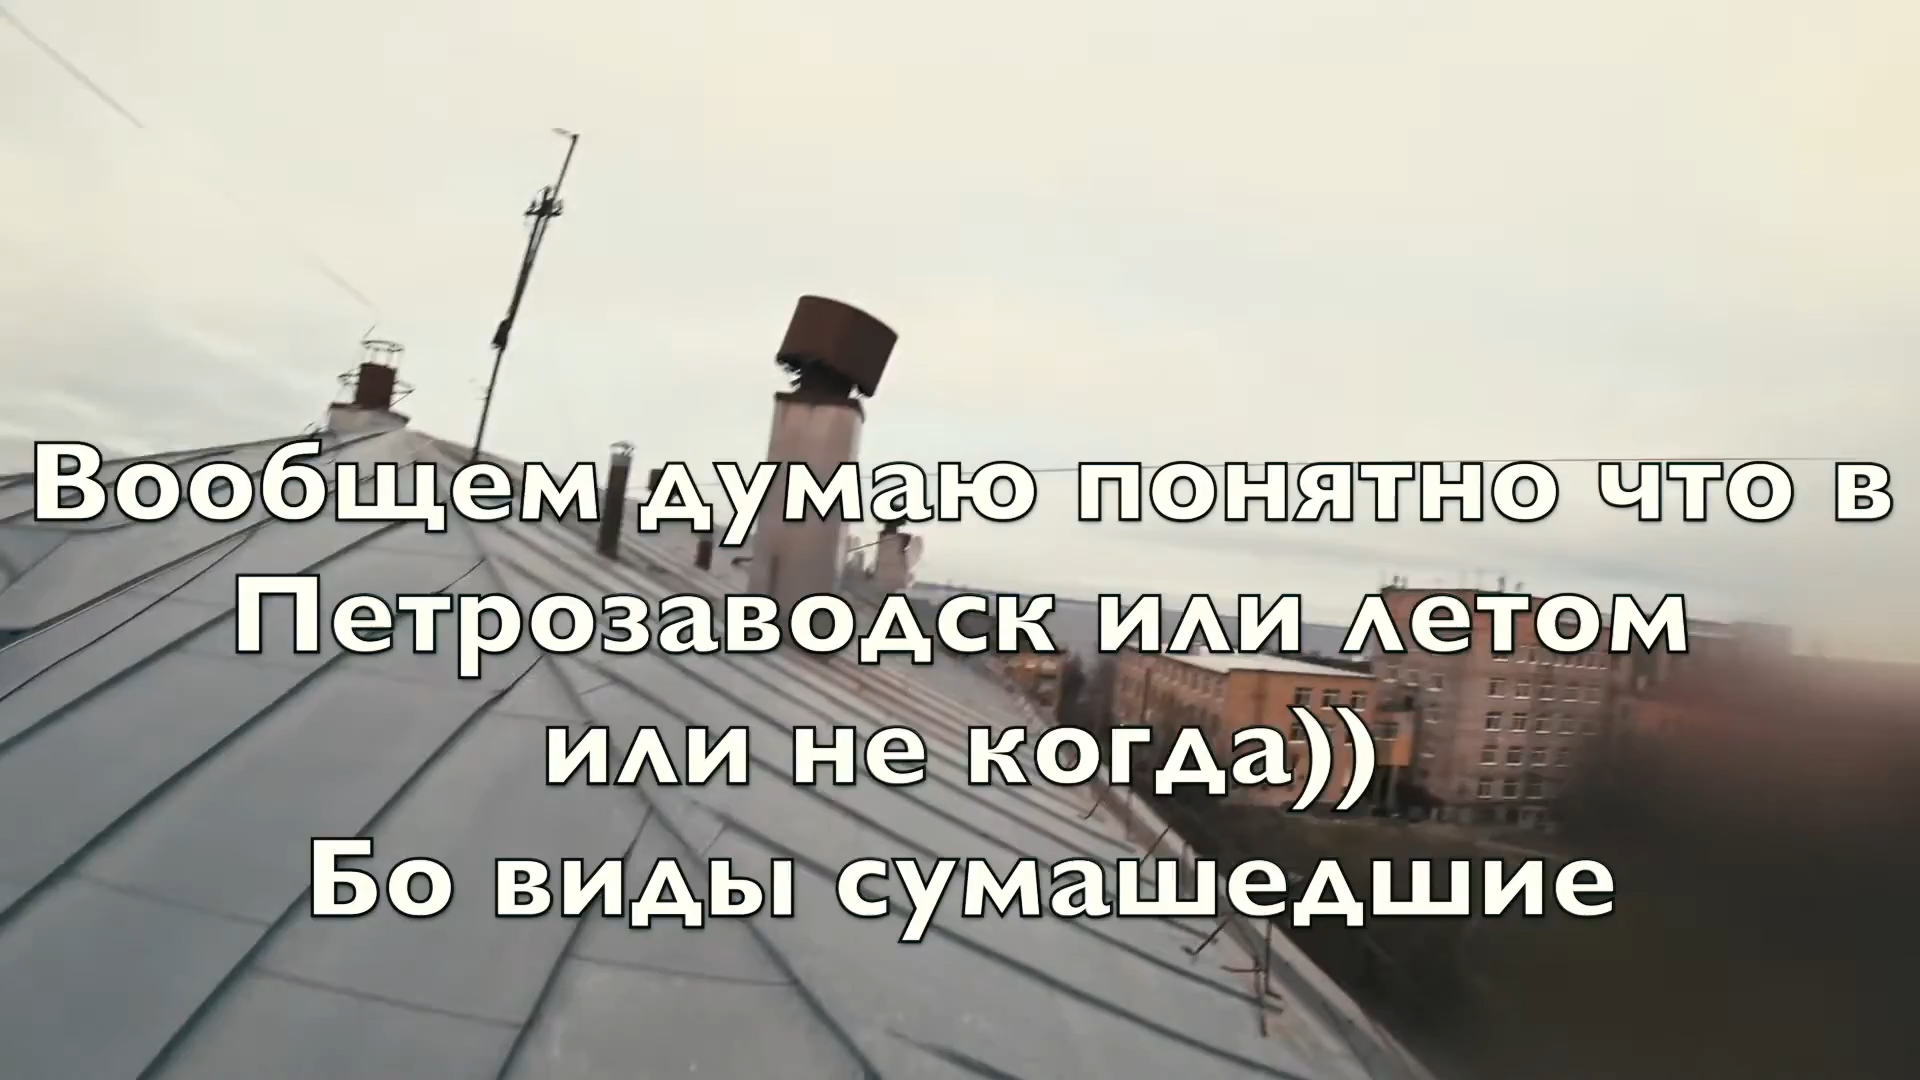 Вообщем думаю понятно что в
Петрозаводск или летом
или не когда))
Бо виды сумашедшие